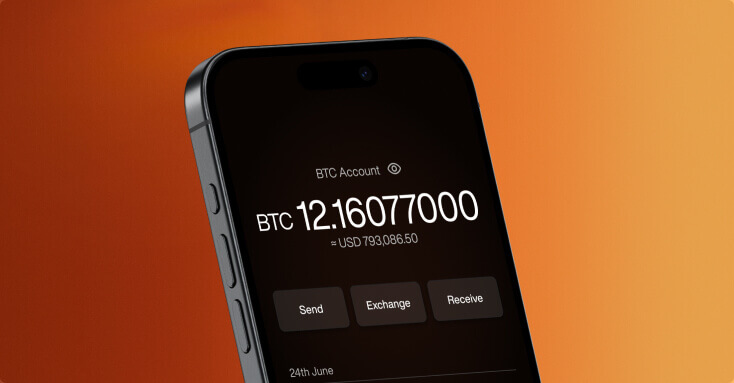 BTC Account
BTC 12.16077000
≈ USD 793,086.50
Send Exchange Receive
24th June